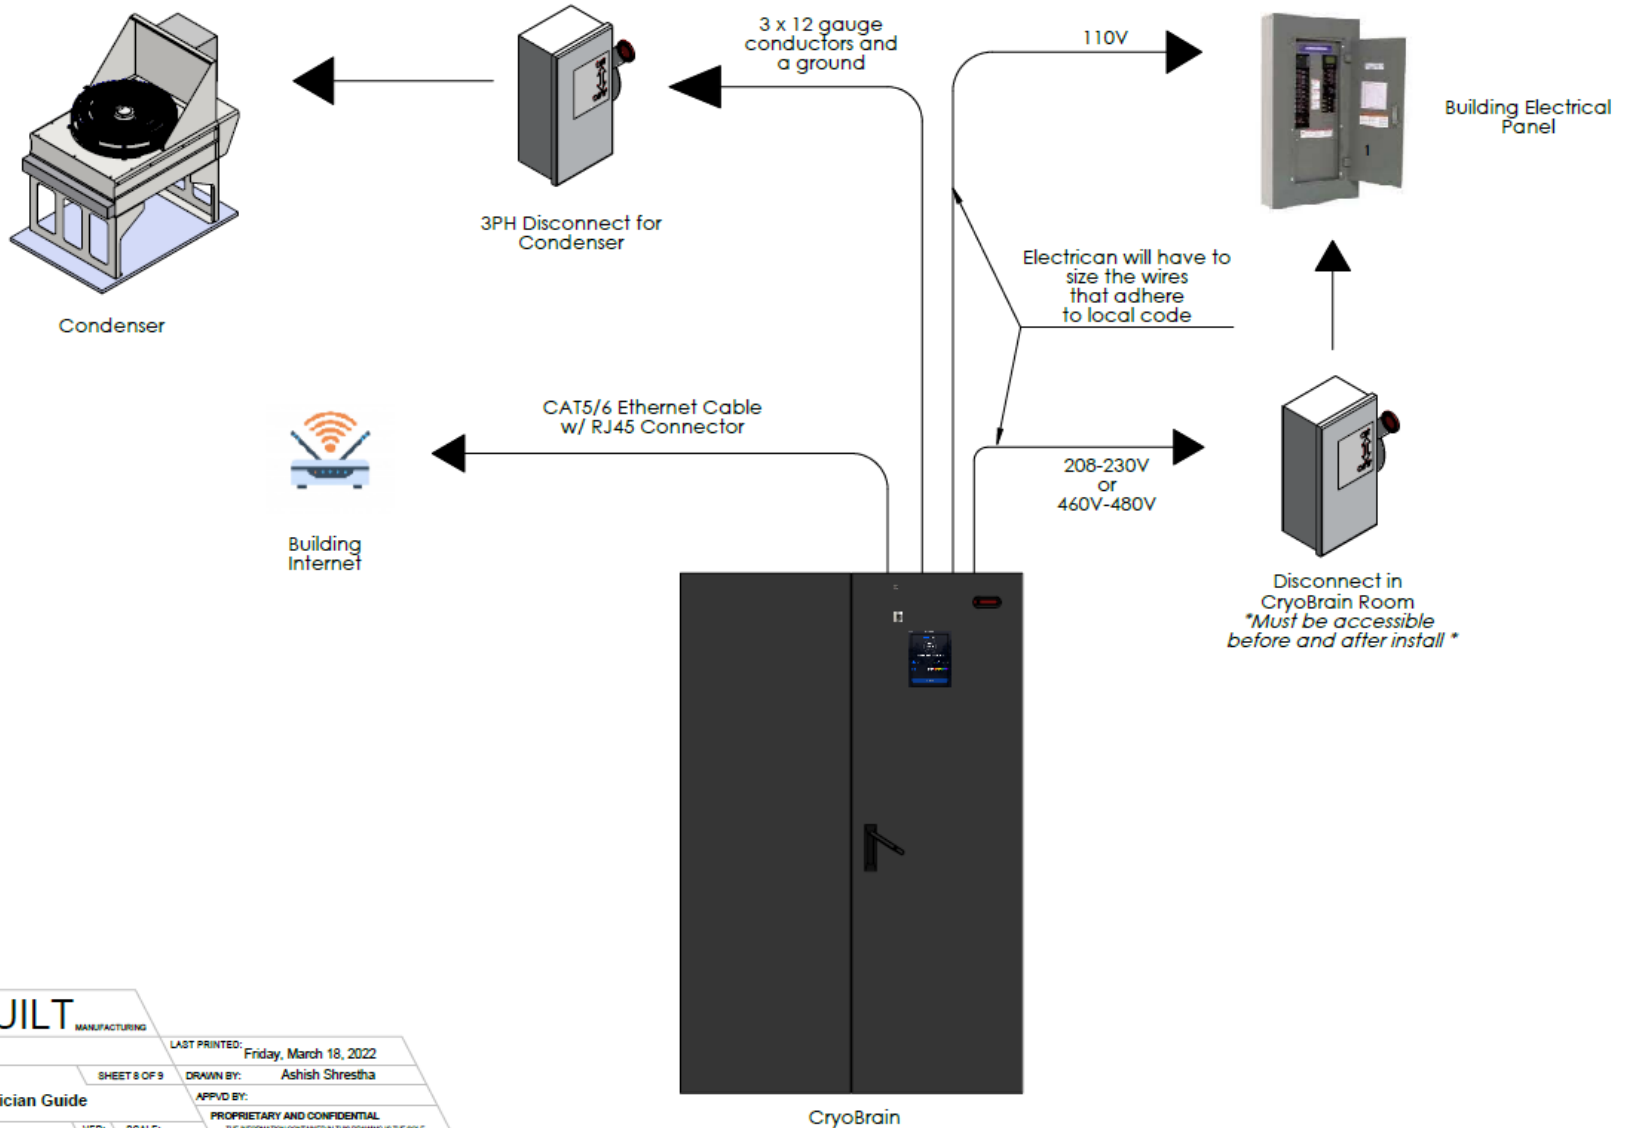 3 x 12 gauge
conductors and
a ground
110V
Building Electrical
Panel
1
3PH Disconnect for
Condenser
Electrican will have to
size the wires
that adhere
to local code
Condenser
CAT5/6 Ethernet Cable
w/ RJ45 Connector
208-230V
or
460V-480V
Building
Internet
Disconnect in
CryoBrain Room
*Must be accessible
before and after install *
CryoBrain
UILT MANUFACTURING
LAST PRINTED: Friday, March 18, 2022
SHEET 8 OF 9 DRAWN BY: Ashish Shrestha
ician Guide APPVD BY:
PROPRIETARY AND CONFIDENTIAL
VER: SCALE: